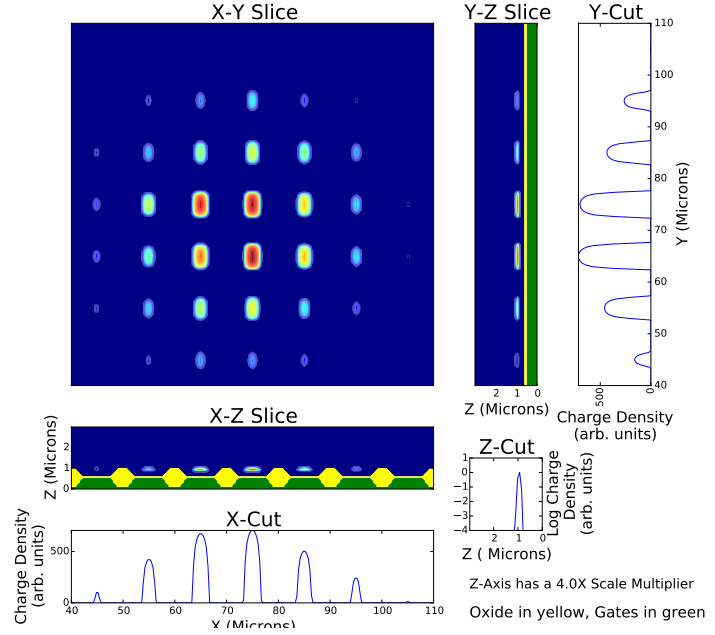 X-Y Slice
Y-Z Slice
Y-Cut
110
100
90
80
70
60
50
40
Y (Microns)
2 1 0
Z (Microns)
500 0
Charge Density
(arb. units)
X-Z Slice
Z (Microns)
2
1
0
Z-Cut
1
0
−1
−2
−3
−4
2 1 0
Z ( Microns)
Log Charge
Density
(arb. units)
X-Cut
Charge Density
(arb. units)
500
0
40 50 60 70 80 90 100 110
X (Microns)
Z-Axis has a 4.0X Scale Multiplier
Oxide in yellow, Gates in green